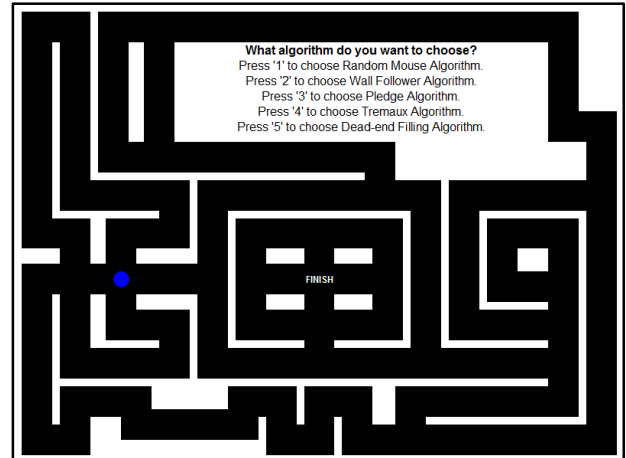 What algorithm do you want to choose?
Press '1' to choose Random Mouse Algorithm.
Press '2' to choose Wall Follower Algorithm.
Press '3' to choose Pledge Algorithm.
Press '4' to choose Tremaux Algorithm.
Press '5' to choose Dead-end Filling Algorithm.
FINISH